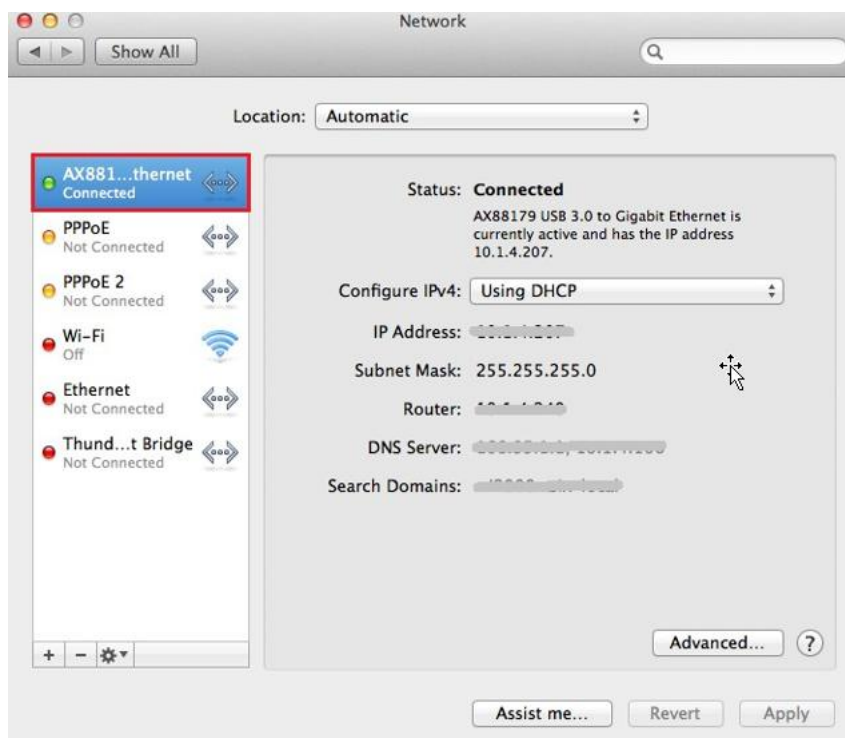 Network
Show All
Location: Automatic
AX881...thernet
Connected
PPPoE
Not Connected
PPPoE 2
Not Connected
Wi-Fi
Off
Ethernet
Not Connected
Thund...t Bridge
Not Connected
Status: Connected
AX88179 USB 3.0 to Gigabit Ethernet is
currently active and has the IP address
10.1.4.207.
Configure IPv4: Using DHCP
IP Address:
Subnet Mask: 255.255.255.0
Router:
DNS Server:
Search Domains:
Advanced... ?
Assist me... Revert Apply